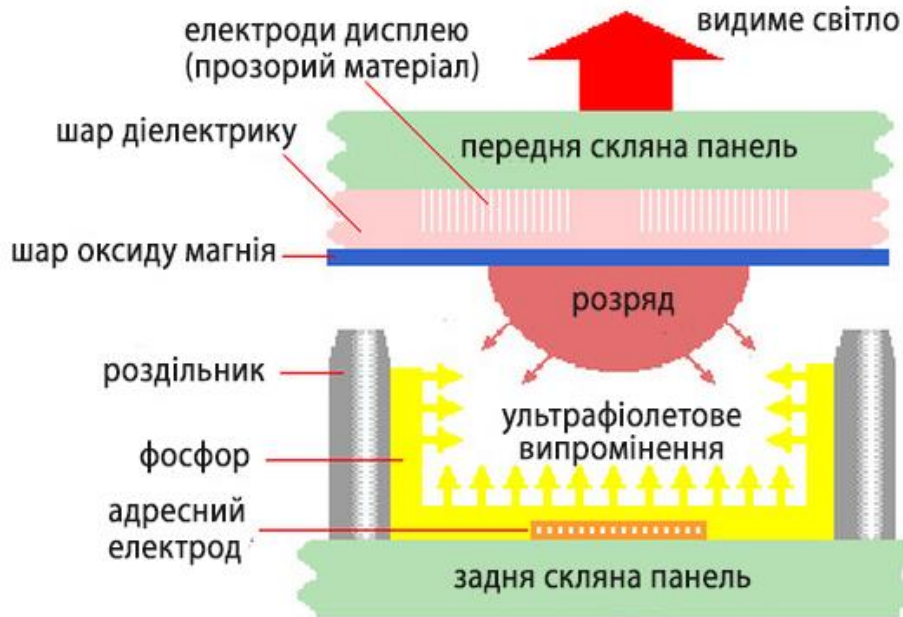 електроди дисплею
(прозорий матеріал)
видиме світло
шар діелектрику
передня скляна панель
шар оксиду магнія
розряд
роздільник
ультрафіолетове
випромінення
фосфор
адресний
електрод
задня скляна панель